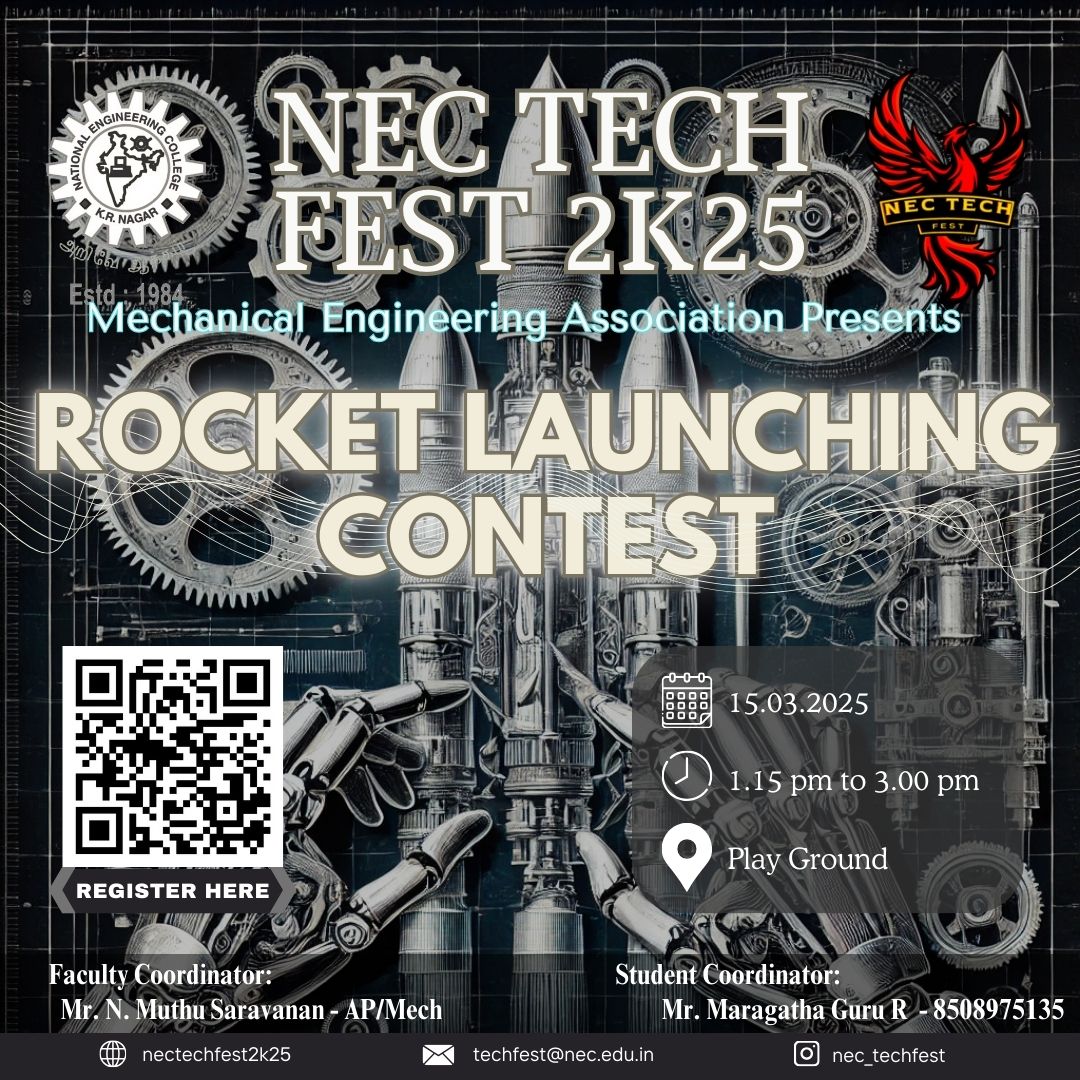 NATIONAL ENGINEERING COLLEGE
K.R. NAGAR
Estd : 1984
NEC TECH
FEST 2K25
NEC TECH
FEST
Mechanical Engineering Association Presents
ROCKET LAUNCHING
CONTEST
15.03.2025
1.15 pm to 3.00 pm
Play Ground
REGISTER HERE
Faculty Coordinator:
Mr. N. Muthu Saravanan - AP/Mech
Student Coordinator:
Mr. Maragatha Guru R - 8508975135
nectechfest2k25
techfest@nec.edu.in
nec_techfest